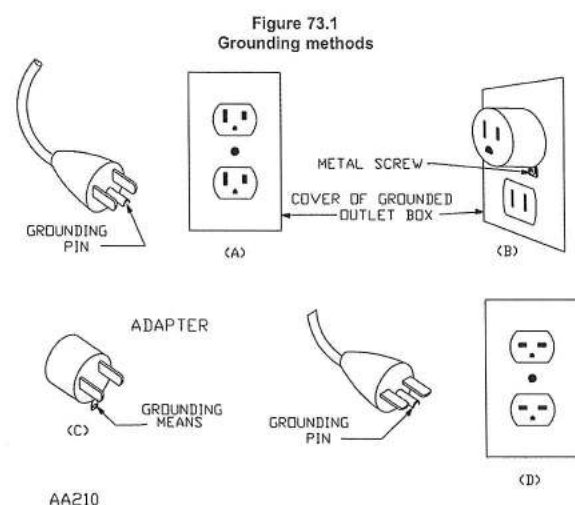 Figure 73.1
Grounding methods
METAL SCREW
COVER OF GROUNDED
OUTLET BOX
GROUNDING
PIN
(A)
(B)
ADAPTER
GROUNDING
MEANS
(C)
GROUNDING
PIN
(D)
AA210